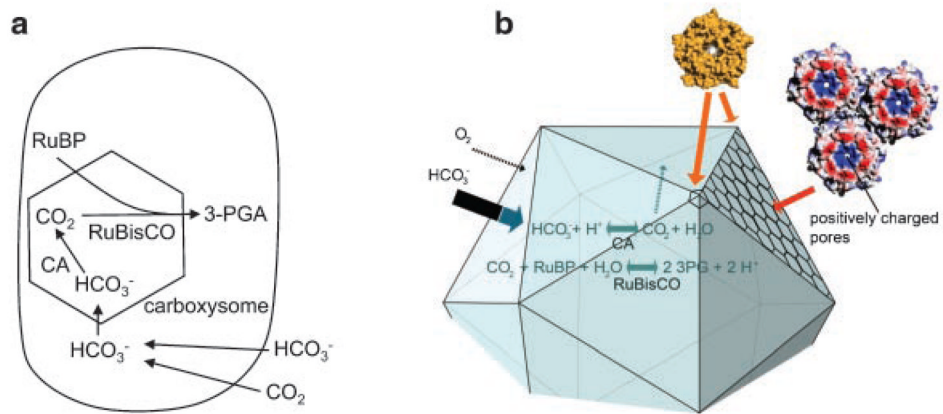 a
RuBP
CO₂
3-PGA
RuBisCO
CA
HCO₃⁻
carboxysome
HCO₃⁻
HCO₃⁻
CO₂
b
O₂
HCO₃⁻
positively charged
pores
HCO₃⁻ + H⁺ CO₂ + H₂O
CA
CO₂ + RuBP + H₂O 2 3PG + 2 H⁺
RuBisCO